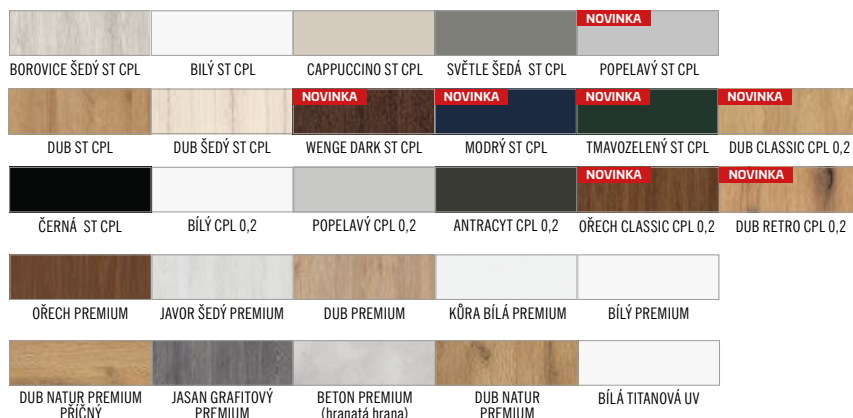 NOVINKA
BOROVICE ŠEDÝ ST CPL BILÝ ST CPL CAPPUCCINO ST CPL SVĚTLE ŠEDÁ ST CPL POPELAVÝ ST CPL
NOVINKA NOVINKA NOVINKA NOVINKA
DUB ST CPL DUB ŠEDÝ ST CPL WENGE DARK ST CPL MODRÝ ST CPL TMAVOZELENÝ ST CPL DUB CLASSIC CPL 0,2
NOVINKA NOVINKA
ČERNÁ ST CPL BÍLÝ CPL 0,2 POPELAVÝ CPL 0,2 ANTRACYT CPL 0,2 OŘECH CLASSIC CPL 0,2 DUB RETRO CPL 0,2
OŘECH PREMIUM JAVOR ŠEDÝ PREMIUM DUB PREMIUM KŮRA BÍLÁ PREMIUM BÍLÝ PREMIUM
DUB NATUR PREMIUM JASAN GRAFITOVÝ BETON PREMIUM DUB NATUR BÍLÁ TITANOVÁ UV
PŘÍČNÝ PREMIUM (hranatá hrana) PREMIUM